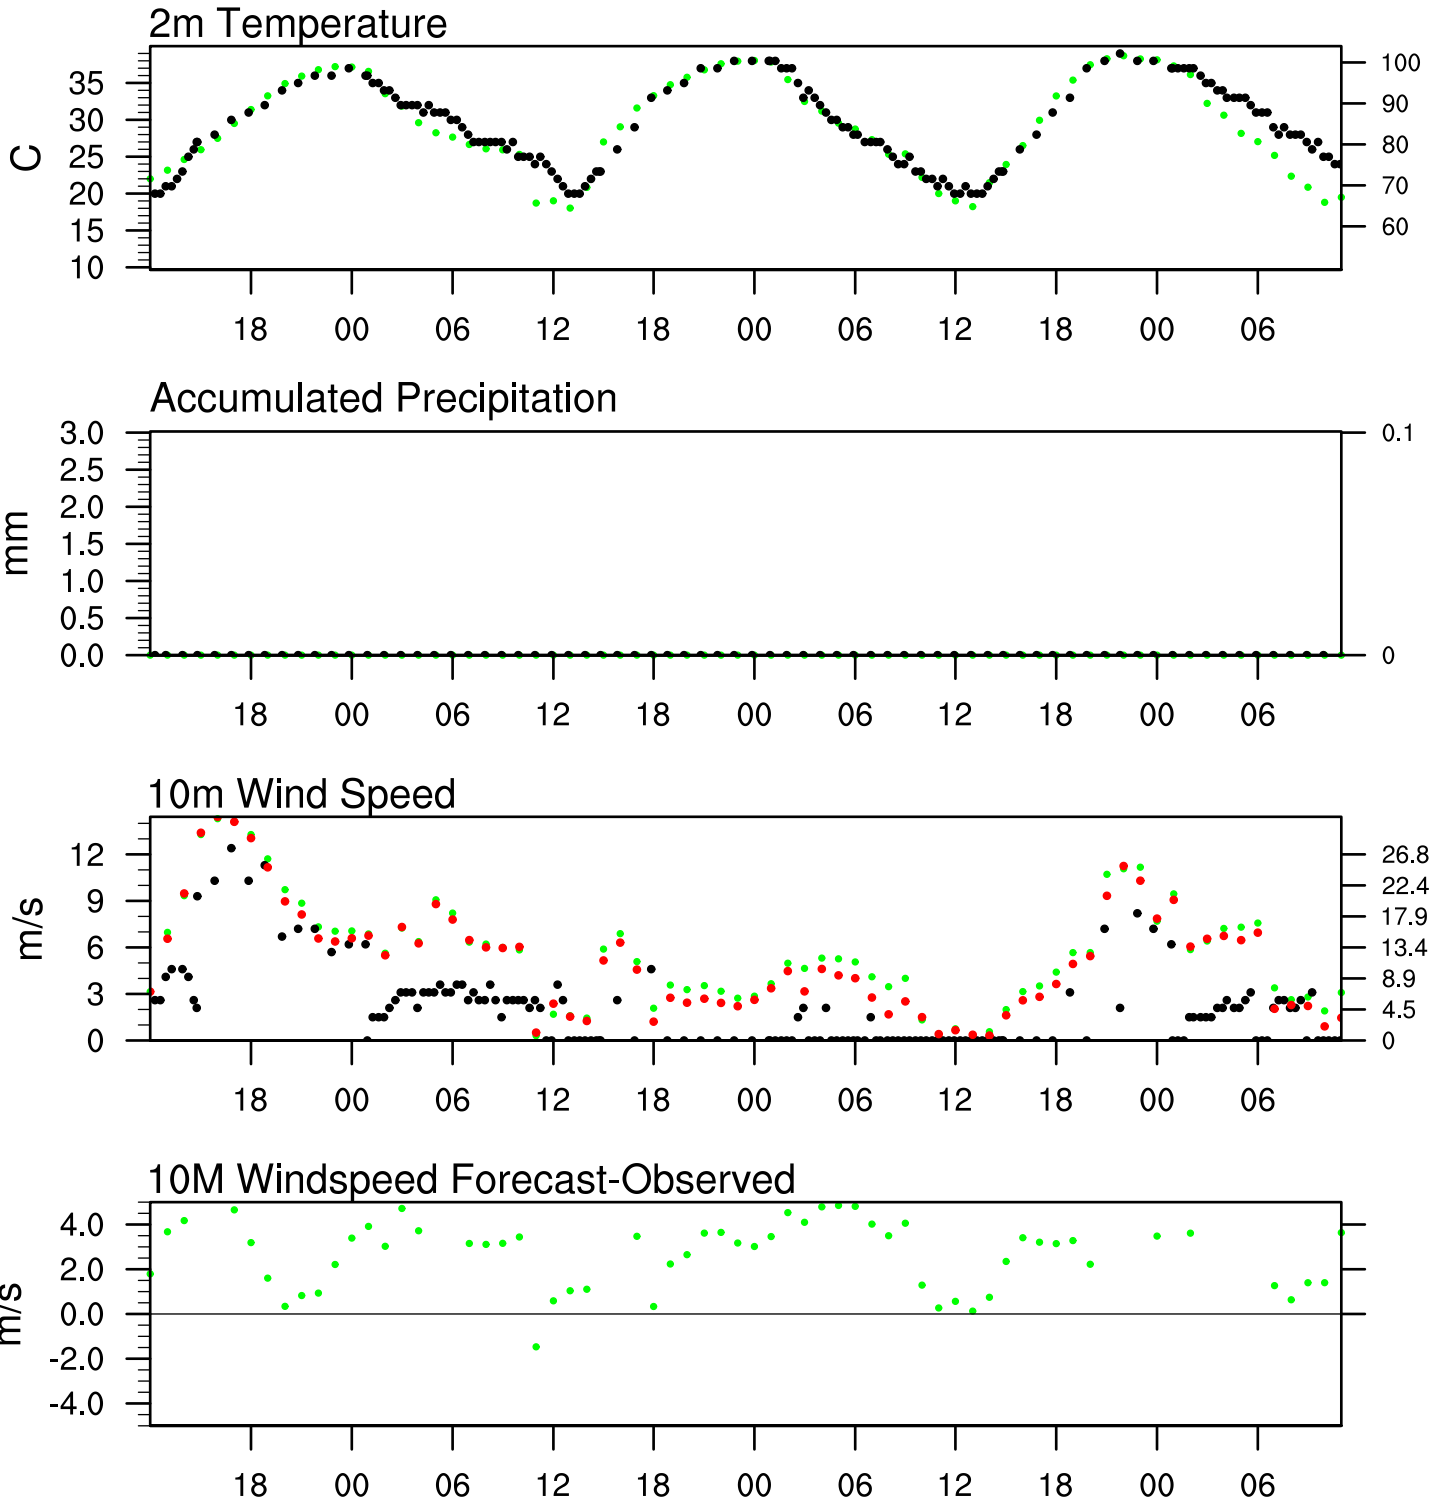 2m Temperature
35 100
30 90
25 80
20 70
15 60
10
C
18 00 06 12 18 00 06 12 18 00 06
Accumulated Precipitation
3.0 0.1
2.5
2.0
1.5
1.0
0.5
0.0 0
mm
18 00 06 12 18 00 06 12 18 00 06
10m Wind Speed
12 26.8
22.4
9 17.9
6 13.4
8.9
3 4.5
0 0
m/s
18 00 06 12 18 00 06 12 18 00 06
10M Windspeed Forecast-Observed
4.0
2.0
0.0
-2.0
-4.0
m/s
18 00 06 12 18 00 06 12 18 00 06